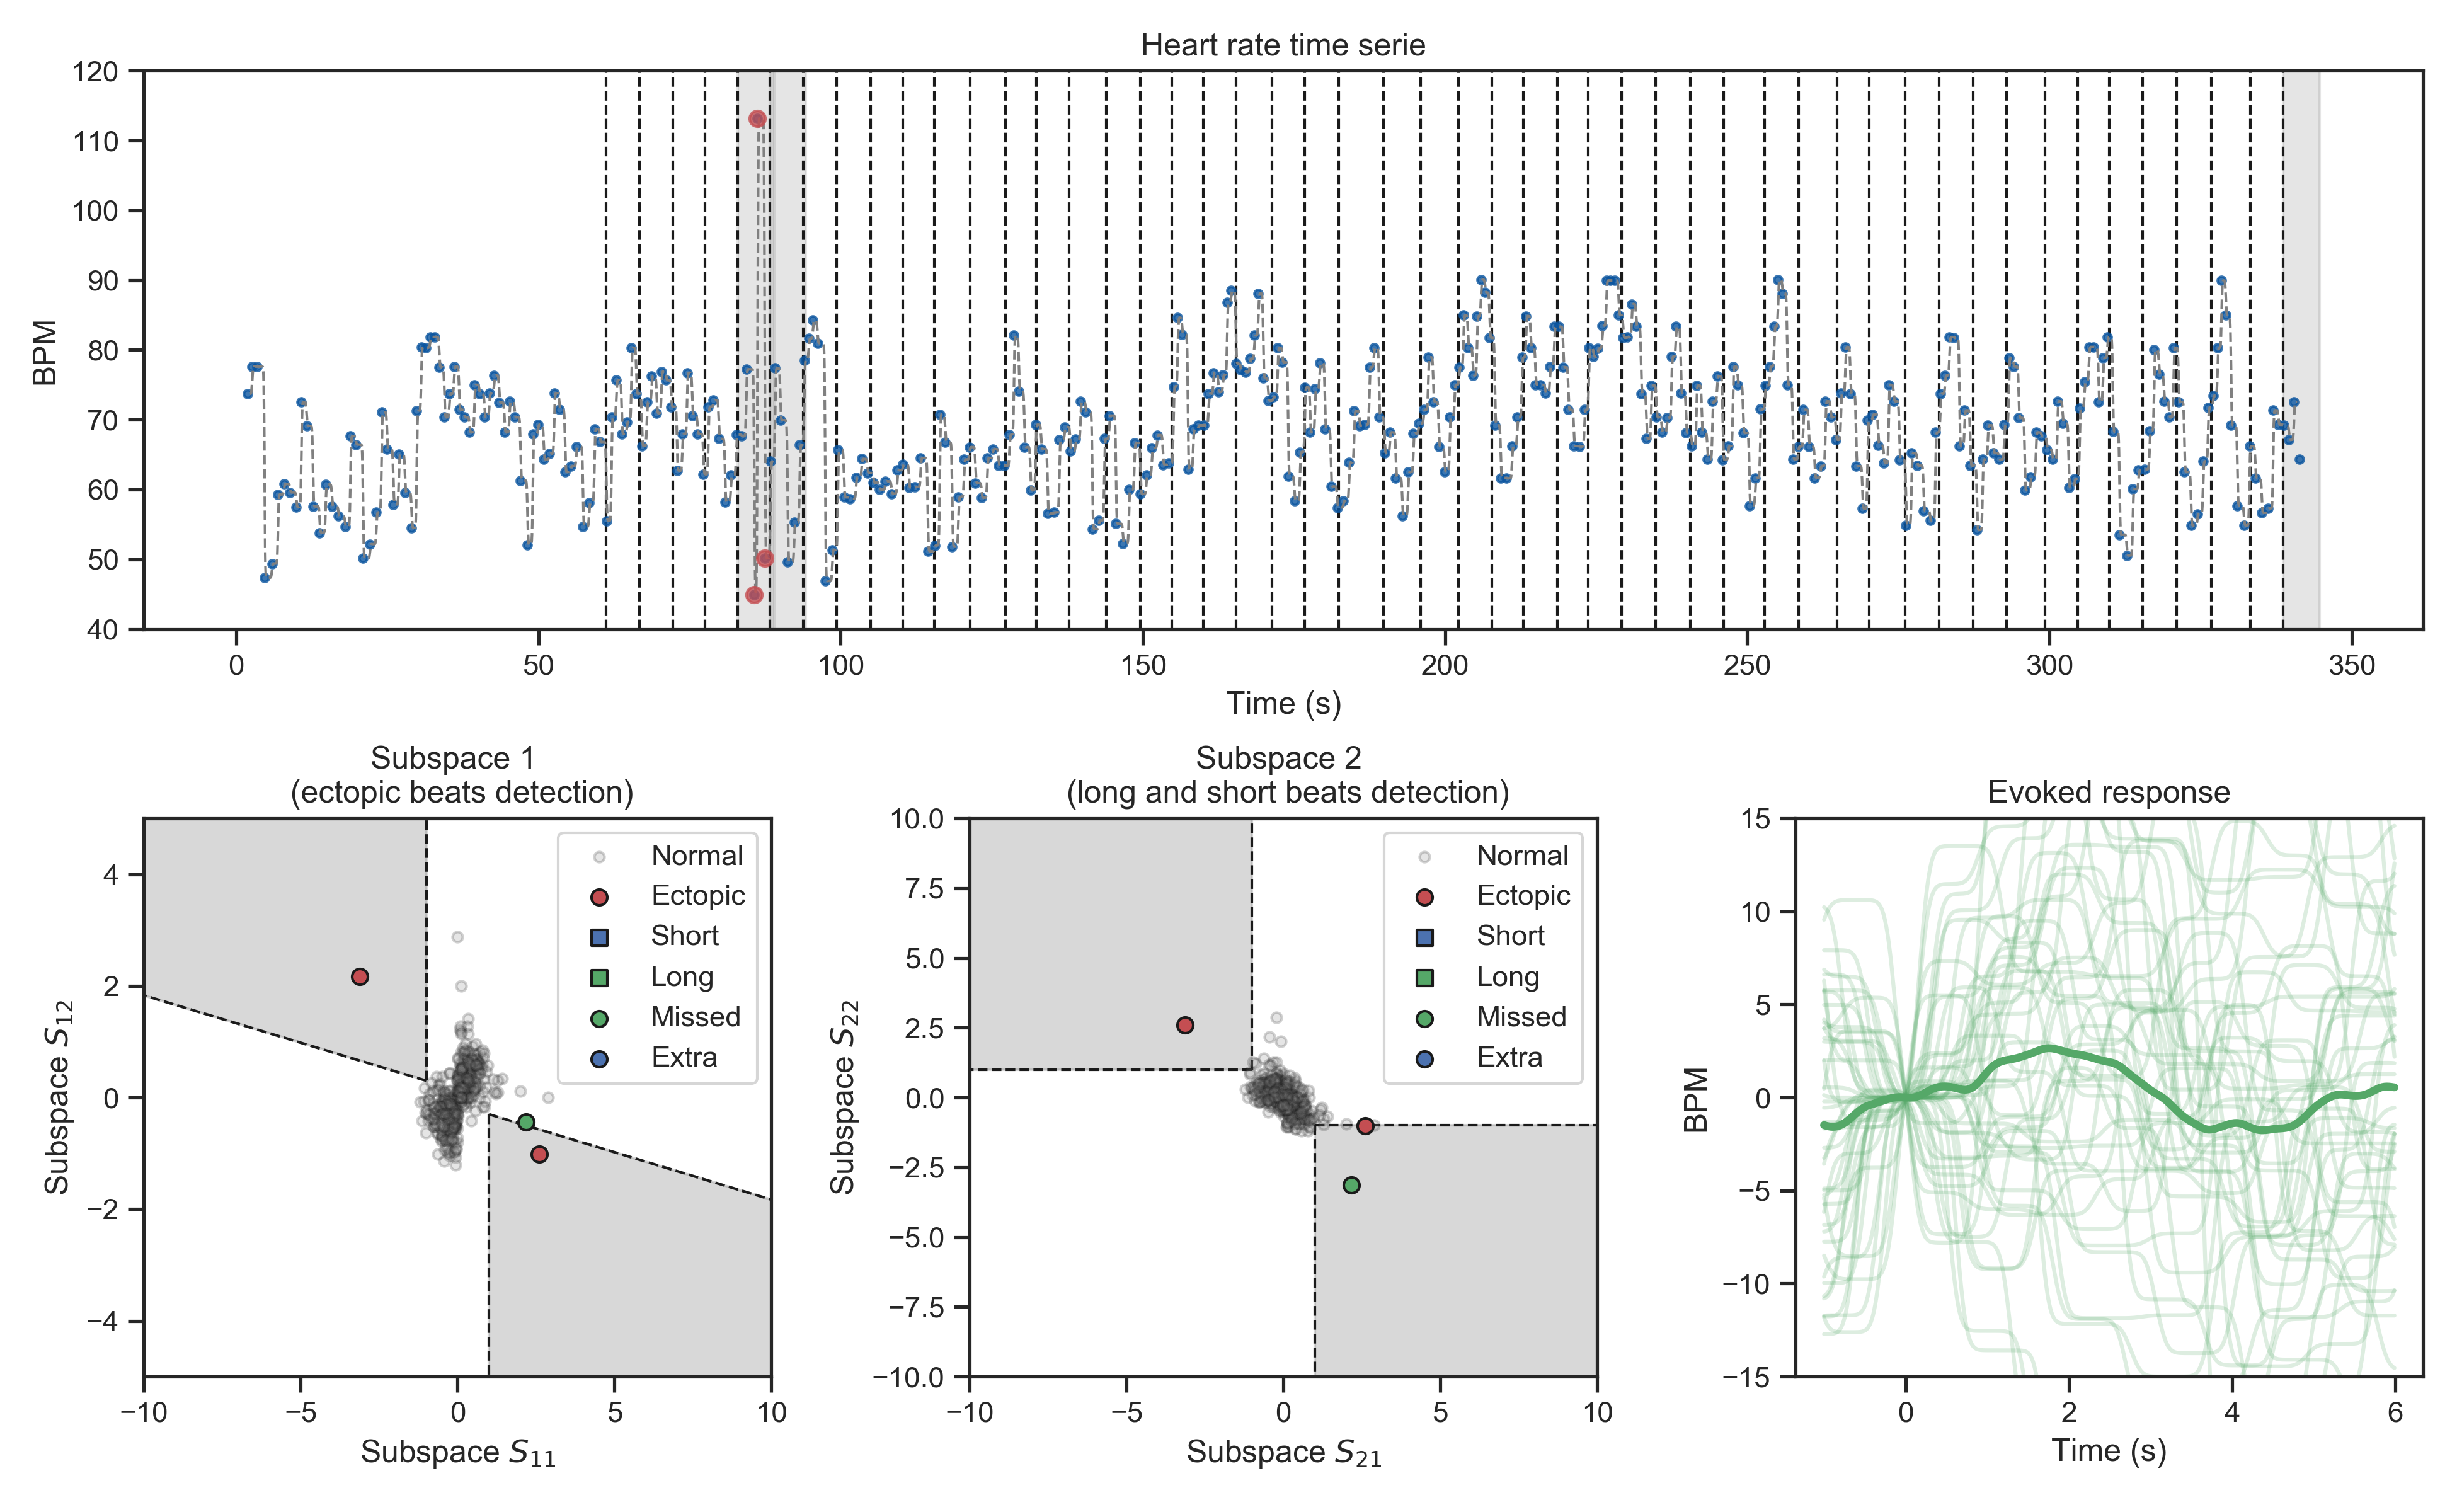 Heart rate time serie
120
110
100
90
80
70
60
50
40
BPM
0 50 100 150 200 250 300 350
Time (s)
Subspace 1
(ectopic beats detection)
4
2
0
−2
−4
Subspace S12
−10 −5 0 5 10
Subspace S11
Normal
Ectopic
Short
Long
Missed
Extra
Subspace 2
(long and short beats detection)
10.0
7.5
5.0
2.5
0.0
−2.5
−5.0
−7.5
−10.0
Subspace S22
−10 −5 0 5 10
Subspace S21
Normal
Ectopic
Short
Long
Missed
Extra
Evoked response
15
10
5
0
−5
−10
−15
BPM
0 2 4 6
Time (s)